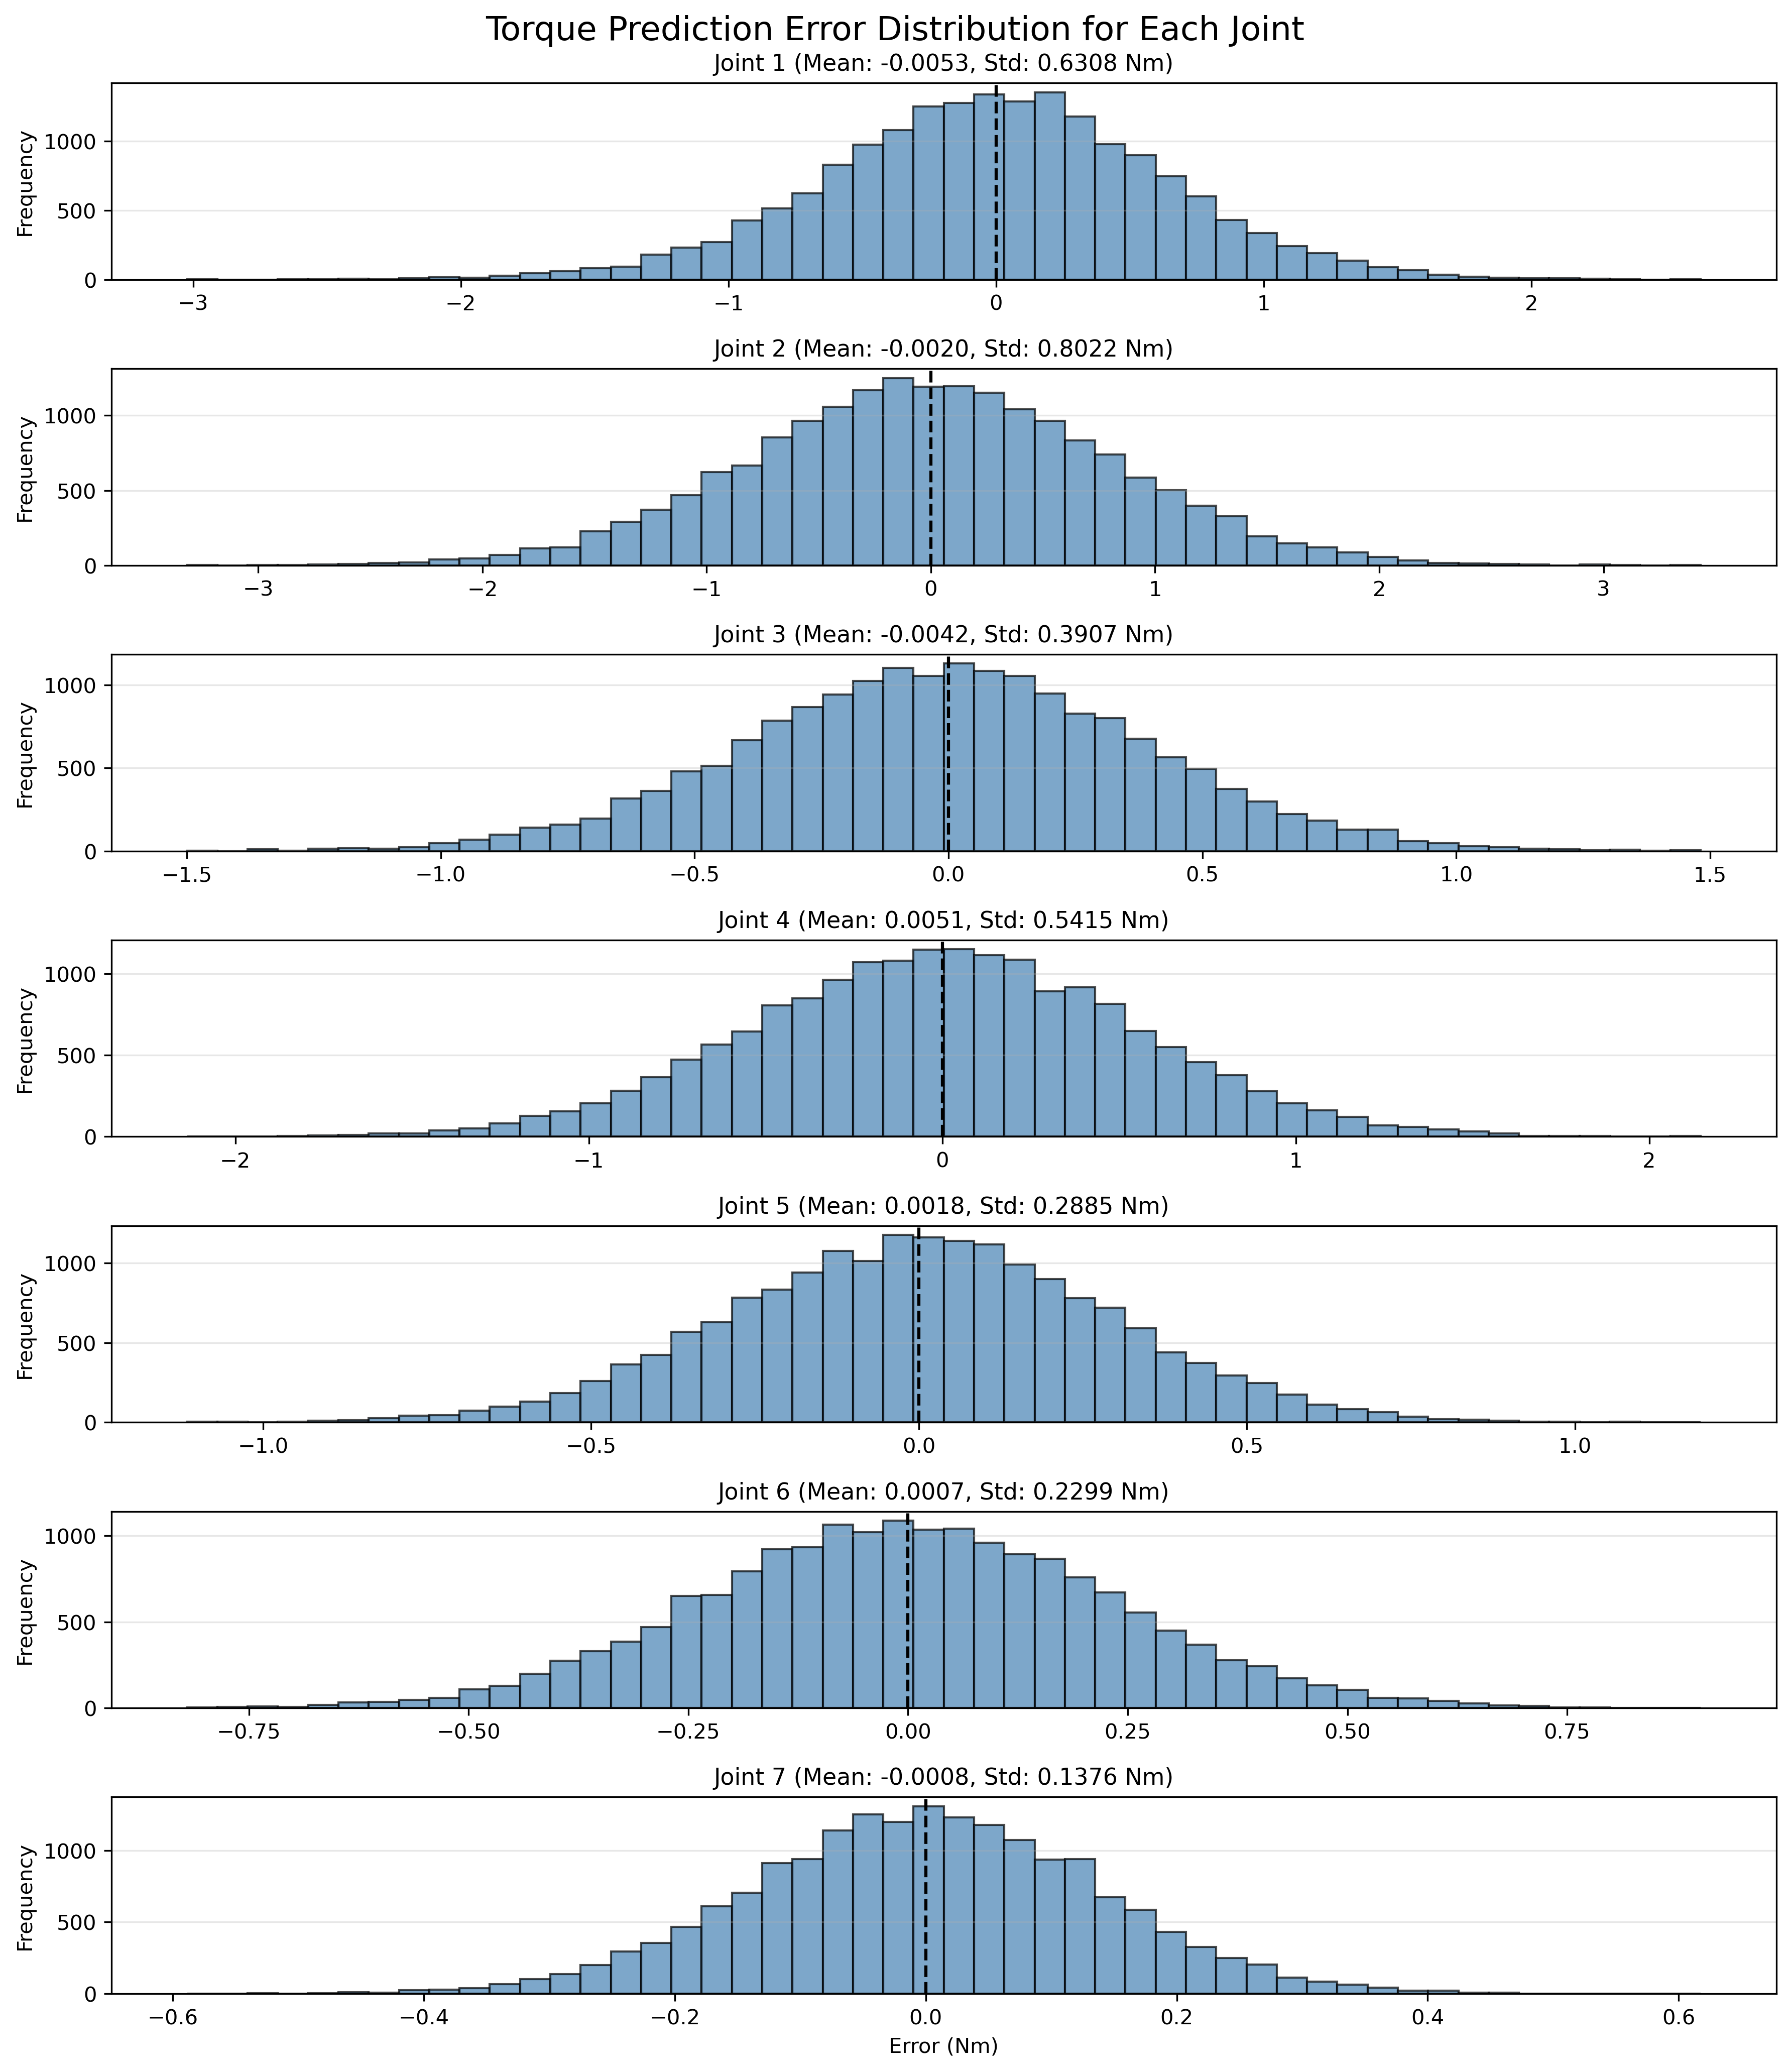 Torque Prediction Error Distribution for Each Joint
Joint 1 (Mean: -0.0053, Std: 0.6308 Nm)
Frequency
1000
500
0
−3 −2 −1 0 1 2
Joint 2 (Mean: -0.0020, Std: 0.8022 Nm)
Frequency
1000
500
0
−3 −2 −1 0 1 2 3
Joint 3 (Mean: -0.0042, Std: 0.3907 Nm)
Frequency
1000
500
0
−1.5 −1.0 −0.5 0.0 0.5 1.0 1.5
Joint 4 (Mean: 0.0051, Std: 0.5415 Nm)
Frequency
1000
500
0
−2 −1 0 1 2
Joint 5 (Mean: 0.0018, Std: 0.2885 Nm)
Frequency
1000
500
0
−1.0 −0.5 0.0 0.5 1.0
Joint 6 (Mean: 0.0007, Std: 0.2299 Nm)
Frequency
1000
500
0
−0.75 −0.50 −0.25 0.00 0.25 0.50 0.75
Joint 7 (Mean: -0.0008, Std: 0.1376 Nm)
Frequency
1000
500
0
−0.6 −0.4 −0.2 0.0 0.2 0.4 0.6
Error (Nm)